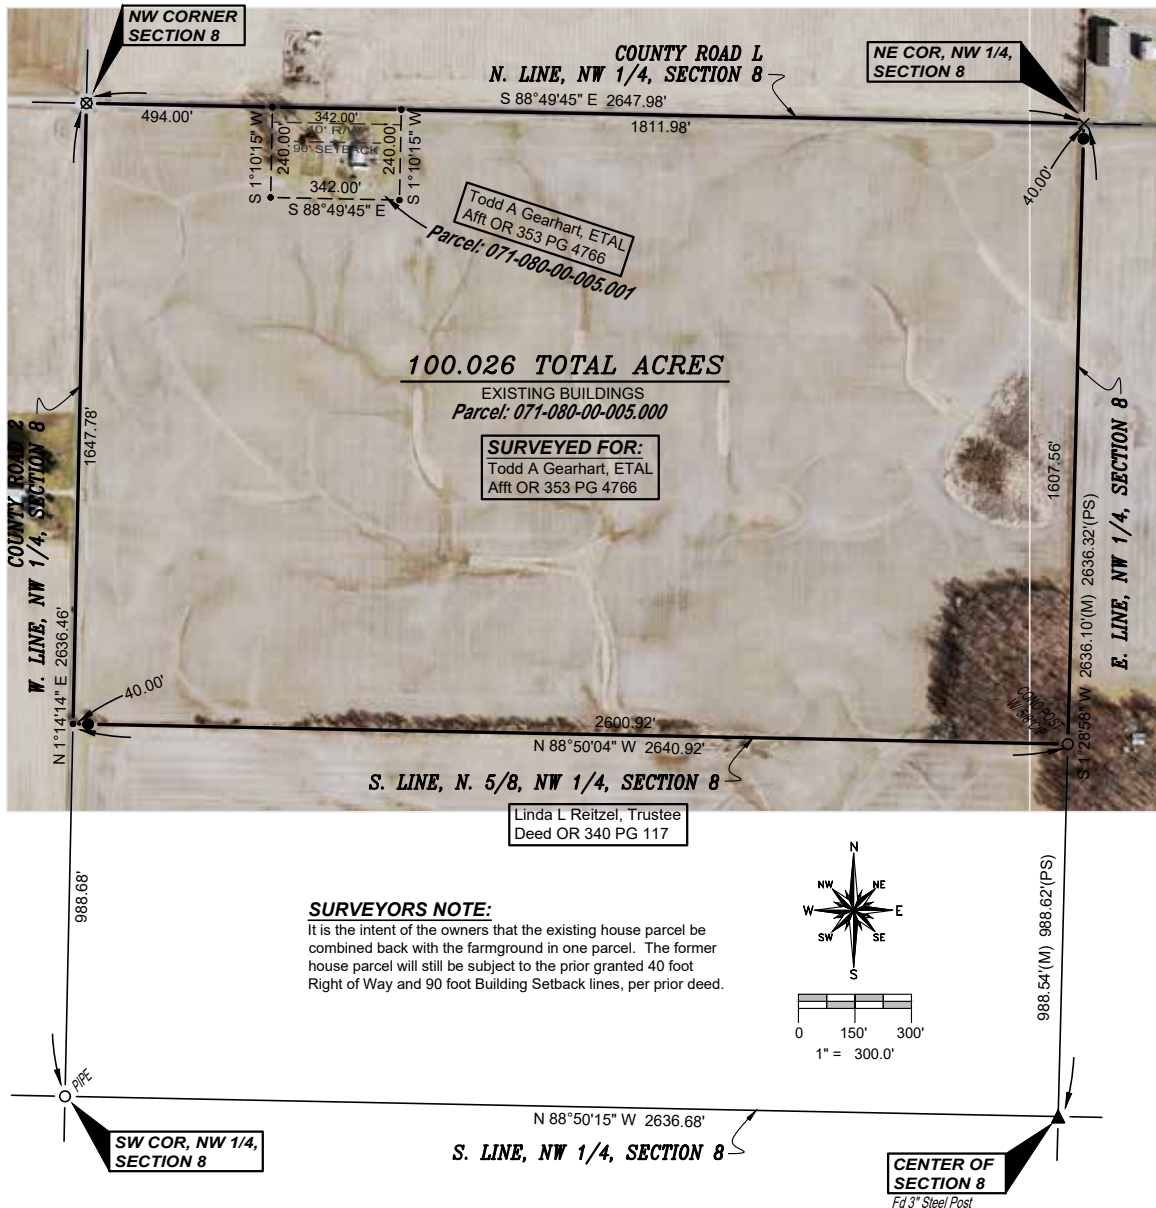 NW CORNER
SECTION 8
COUNTY ROAD L
N. LINE, NW 1/4, SECTION 8
NE COR, NW 1/4,
SECTION 8
S 88°49'45" E 2647.98'
494.00'
342.00'
1811.98'
40' R/W
90' SETBACK
S 1°10'15" W
240.00'
240.00'
S 1°10'15" W
342.00'
S 88°49'45" E
40.00'
Todd A Gearhart, ETAL
Afft OR 353 PG 4766
Parcel: 071-080-00-005.001
100.026 TOTAL ACRES
EXISTING BUILDINGS
Parcel: 071-080-00-005.000
SURVEYED FOR:
Todd A Gearhart, ETAL
Afft OR 353 PG 4766
COUNTY ROAD 2
W. LINE, NW 1/4, SECTION 8
1647.78'
N 1°14'14" E 2636.46'
1607.56'
S 1°28'58" W 2636.10'(M) 2636.32'(PS)
E. LINE, NW 1/4, SECTION 8
CONC POST
W/ 5/8" CIP
40.00'
2600.92'
N 88°50'04" W 2640.92'
S. LINE, N. 5/8, NW 1/4, SECTION 8
Linda L Reitzel, Trustee
Deed OR 340 PG 117
988.68'
988.54'(M) 988.62'(PS)
SURVEYORS NOTE:
It is the intent of the owners that the existing house parcel be
combined back with the farmground in one parcel. The former
house parcel will still be subject to the prior granted 40 foot
Right of Way and 90 foot Building Setback lines, per prior deed.
N
NW NE
W E
SW SE
S
0 150' 300'
1" = 300.0'
PIPE
SW COR, NW 1/4,
SECTION 8
N 88°50'15" W 2636.68'
S. LINE, NW 1/4, SECTION 8
CENTER OF
SECTION 8
Fd 3" Steel Post